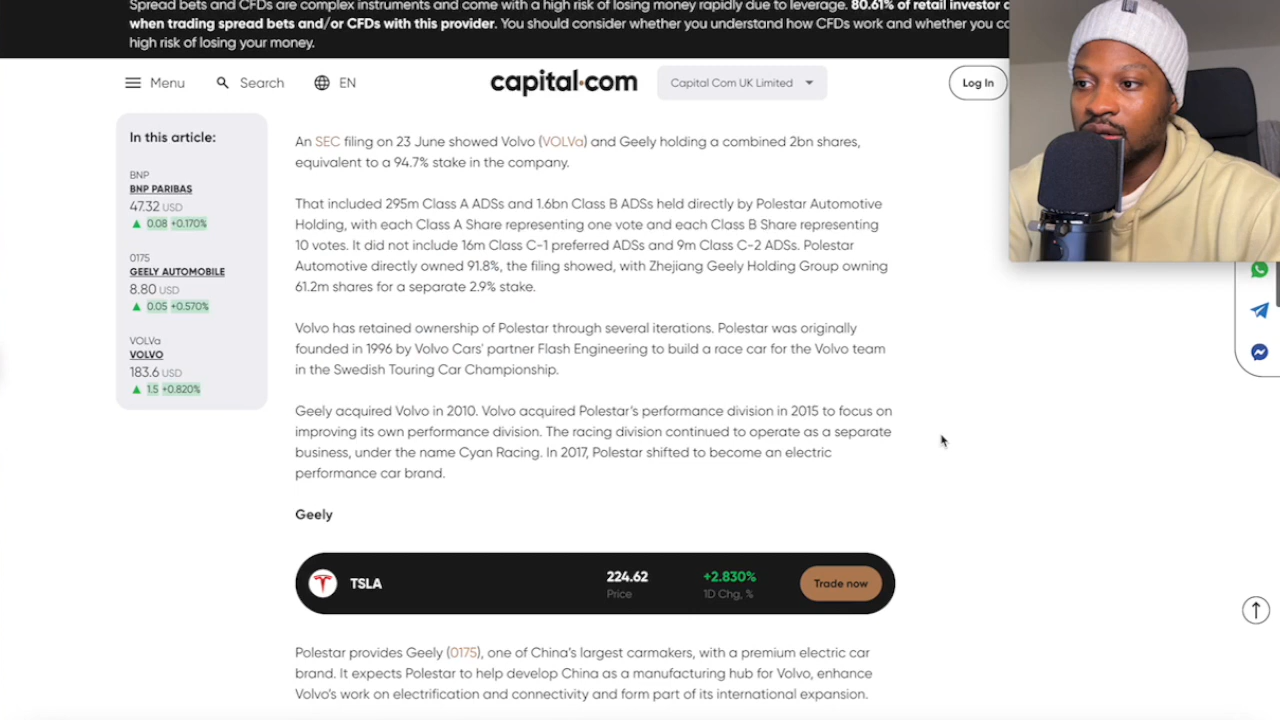 Spread bets and CFDs are complex instruments and come with a high risk of losing money rapidly due to leverage. 80.61% of retail investor
when trading spread bets and/or CFDs with this provider. You should consider whether you understand how CFDs work and whether you
high risk of losing your money.
Menu Search EN capital.com Capital Com UK Limited Log In
In this article:
BNP
BNP PARIBAS
47.32 USD
▲ 0.08 +0.170%
0175
GEELY AUTOMOBILE
8.80 USD
▲ 0.05 +0.570%
VOLVa
VOLVO
183.6 USD
▲ 1.5 +0.820%
An SEC filing on 23 June showed Volvo (VOLVa) and Geely holding a combined 2bn shares,
equivalent to a 94.7% stake in the company.
That included 295m Class A ADSs and 1.6bn Class B ADSs held directly by Polestar Automotive
Holding, with each Class A Share representing one vote and each Class B Share representing
10 votes. It did not include 16m Class C-1 preferred ADSs and 9m Class C-2 ADSs. Polestar
Automotive directly owned 91.8%, the filing showed, with Zhejiang Geely Holding Group owning
61.2m shares for a separate 2.9% stake.
Volvo has retained ownership of Polestar through several iterations. Polestar was originally
founded in 1996 by Volvo Cars' partner Flash Engineering to build a race car for the Volvo team
in the Swedish Touring Car Championship.
Geely acquired Volvo in 2010. Volvo acquired Polestar's performance division in 2015 to focus on
improving its own performance division. The racing division continued to operate as a separate
business, under the name Cyan Racing. In 2017, Polestar shifted to become an electric
performance car brand.
Geely
TSLA 224.62 +2.830% Trade now
Price 1D Chg, %
Polestar provides Geely (0175), one of China's largest carmakers, with a premium electric car
brand. It expects Polestar to help develop China as a manufacturing hub for Volvo, enhance
Volvo's work on electrification and connectivity and form part of its international expansion.